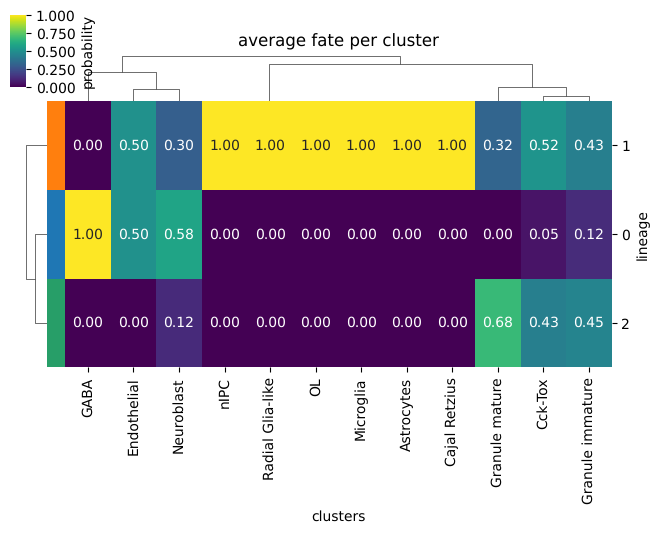 1.000
0.750
0.500
0.250
0.000
probability
average fate per cluster
0.00 0.50 0.30 1.00 1.00 1.00 1.00 1.00 1.00 0.32 0.52 0.43 1
1.00 0.50 0.58 0.00 0.00 0.00 0.00 0.00 0.00 0.00 0.05 0.12 0
0.00 0.00 0.12 0.00 0.00 0.00 0.00 0.00 0.00 0.68 0.43 0.45 2
lineage
GABA
Endothelial
Neuroblast
nIPC
Radial Glia-like
OL
Microglia
Astrocytes
Cajal Retzius
Granule mature
Cck-Tox
Granule immature
clusters